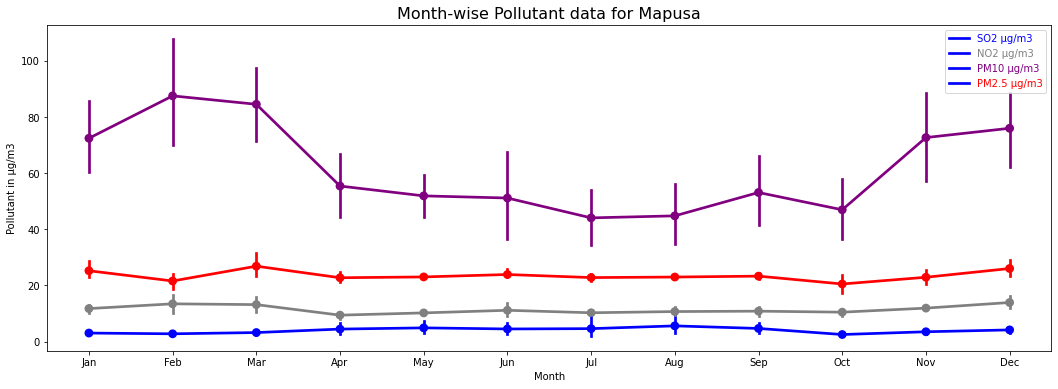 Month-wise Pollutant data for Mapusa
SO2 µg/m3
NO2 µg/m3
PM10 µg/m3
PM2.5 µg/m3
Pollutant in µg/m3
100
80
60
40
20
0
Jan Feb Mar Apr May Jun Jul Aug Sep Oct Nov Dec
Month